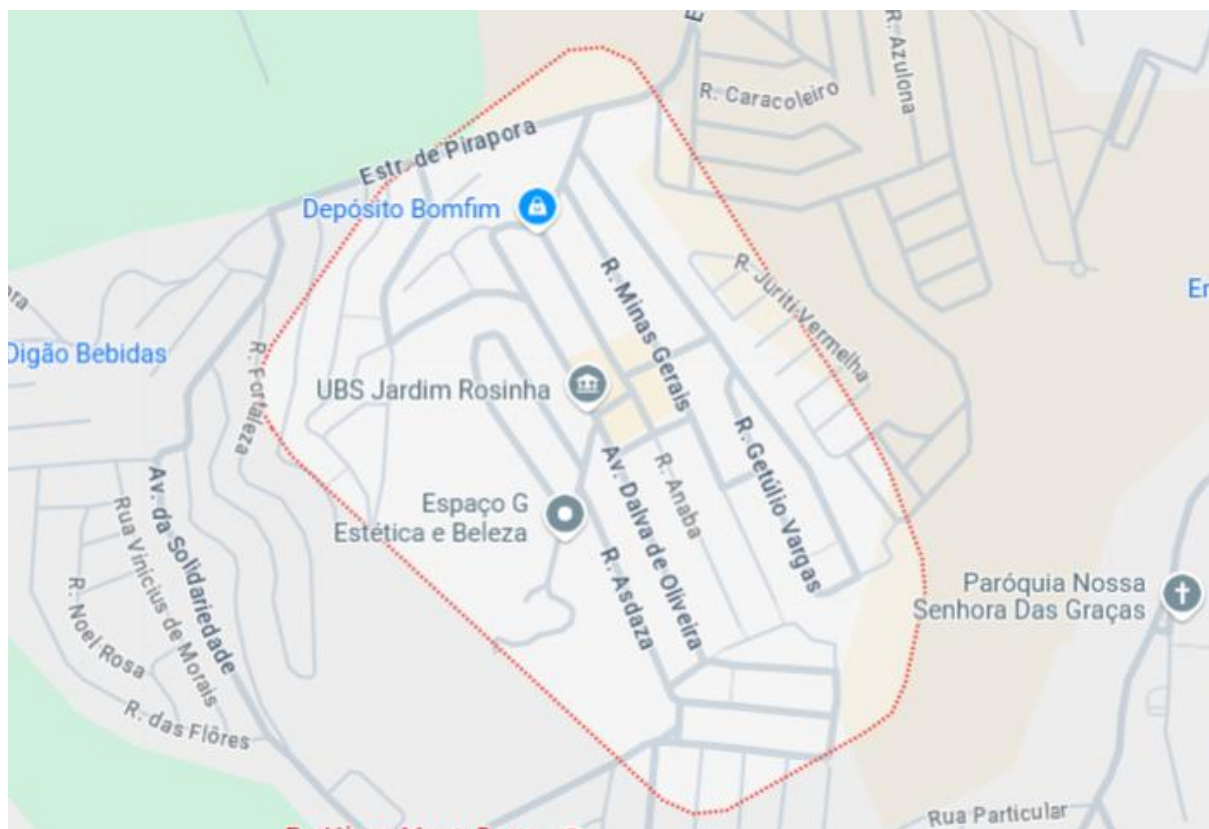 R. Azulona
R. Caracoleiro
Estr. de Pirapora
Depósito Bomfim
R. Minas Gerais
R. Juriti Vermelha
Digão Bebidas
R. Fortaleza
UBS Jardim Rosinha
R. Getúlio Vargas
Av. Dalva de Oliveira
R. Anaba
Av. da Solidariedade
Rua Vinicius de Morais
Espaço G
Estética e Beleza
R. Asdaza
Paróquia Nossa
Senhora Das Graças
R. Noel Rosa
R. das Flôres
Rua Particular